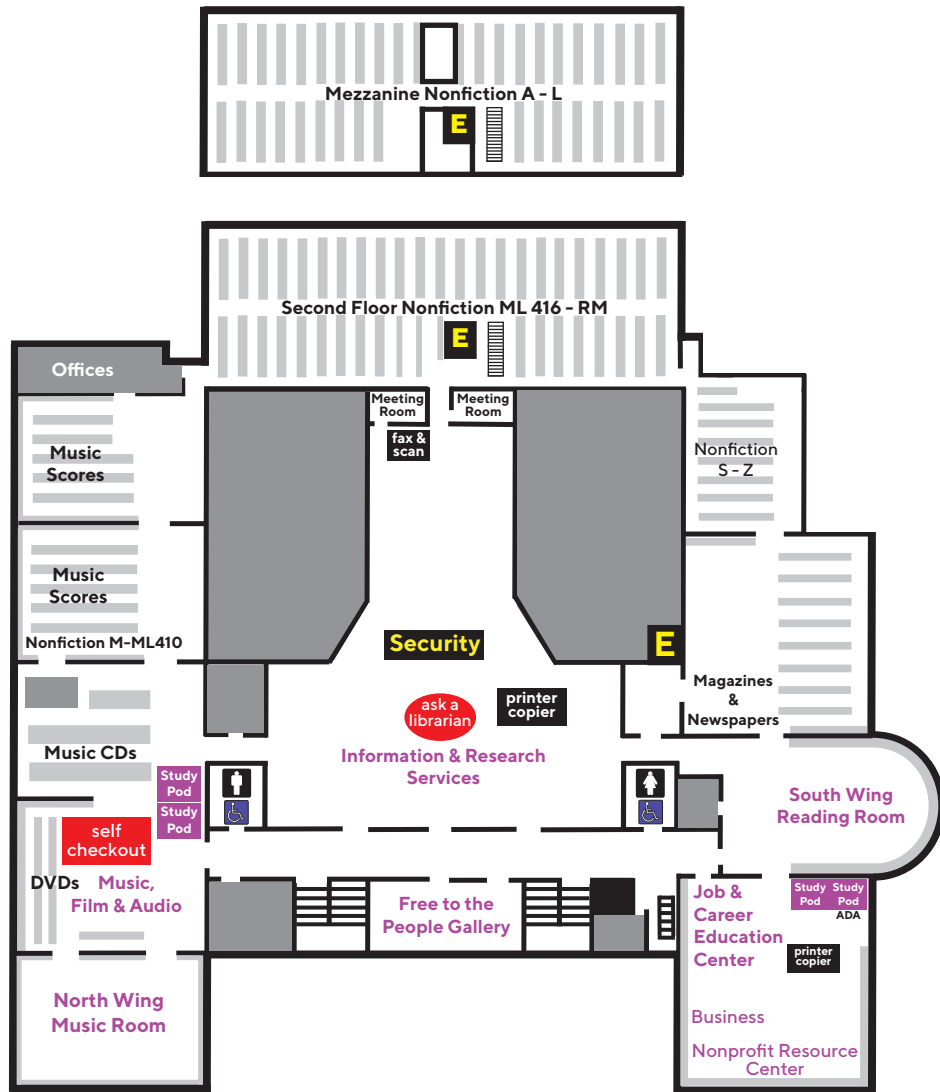 Mezzanine Nonfiction A - L
E
Second Floor Nonfiction ML 416 - RM
E
Offices
Meeting
Room
Meeting
Room
fax &
scan
Music
Scores
Nonfiction
S - Z
Music
Scores
Nonfiction M-ML410
Security
E
Magazines
&
Newspapers
ask a
librarian
printer
copier
Information & Research
Services
Music CDs
Study
Pod
Study
Pod
South Wing
Reading Room
self
checkout
DVDs
Music,
Film & Audio
Free to the
People Gallery
Job &
Career
Education
Center
Study
Pod
Study
Pod
ADA
printer
copier
North Wing
Music Room
Business
Nonprofit Resource
Center